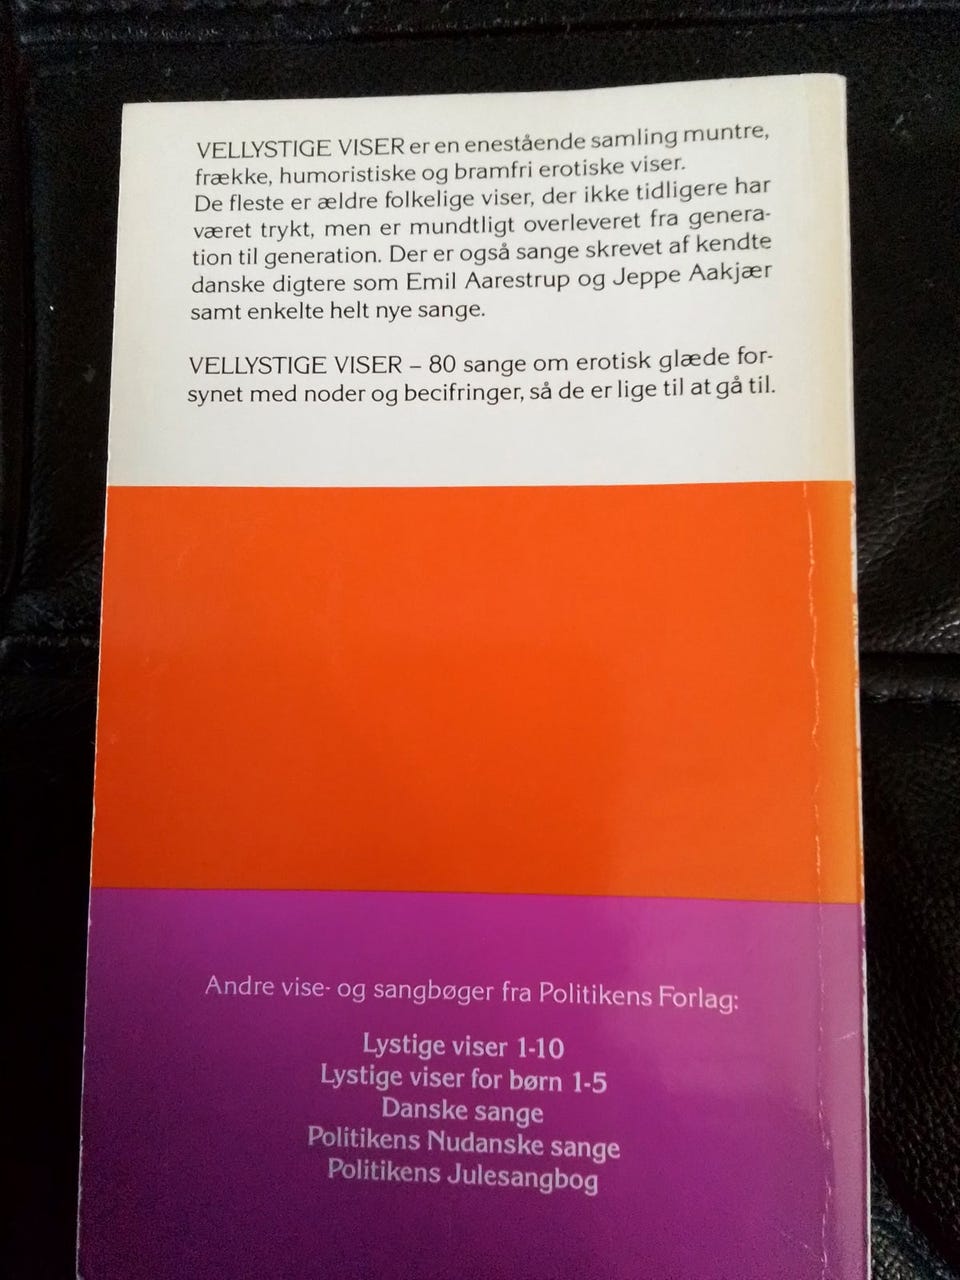 VELLYSTIGE VISER er en enestående samling muntre,
frække, humoristiske og bramfri erotiske viser.
De fleste er ældre folkelige viser, der ikke tidligere har
været trykt, men er mundtligt overleveret fra genera-
tion til generation. Der er også sange skrevet af kendte
danske digtere som Emil Aarestrup og Jeppe Aakjær
samt enkelte helt nye sange.
VELLYSTIGE VISER – 80 sange om erotisk glæde for-
synet med noder og becifringer, så de er lige til at gå til.
Andre vise- og sangbøger fra Politikens Forlag:
Lystige viser 1-10
Lystige viser for børn 1-5
Danske sange
Politikens Nudanske sange
Politikens Julesangbog